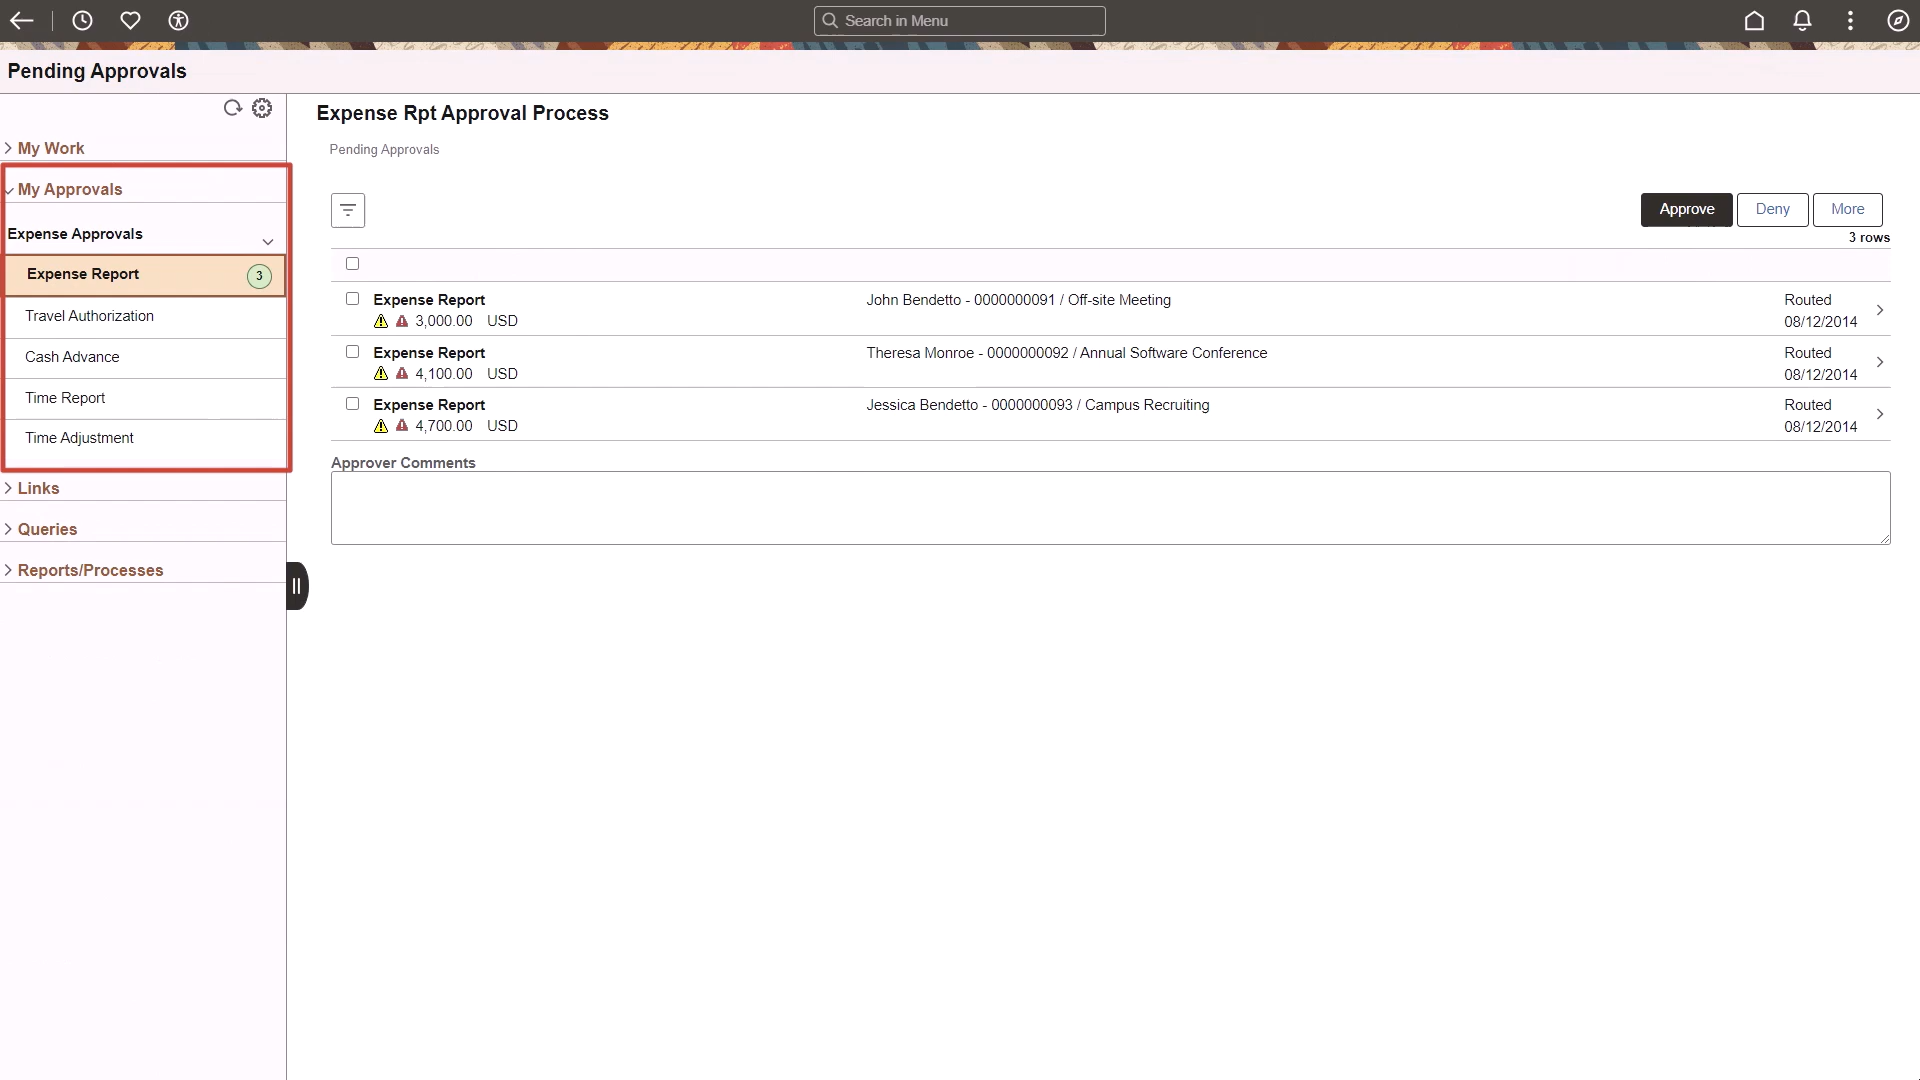 Search in Menu
Pending Approvals
My Work
My Approvals
Expense Approvals
Expense Report 3
Travel Authorization
Cash Advance
Time Report
Time Adjustment
Links
Queries
Reports/Processes
Expense Rpt Approval Process
Pending Approvals
Approve Deny More
3 rows
Expense Report John Bendetto - 0000000091 / Off-site Meeting Routed
3,000.00 USD 08/12/2014
Expense Report Theresa Monroe - 0000000092 / Annual Software Conference Routed
4,100.00 USD 08/12/2014
Expense Report Jessica Bendetto - 0000000093 / Campus Recruiting Routed
4,700.00 USD 08/12/2014
Approver Comments